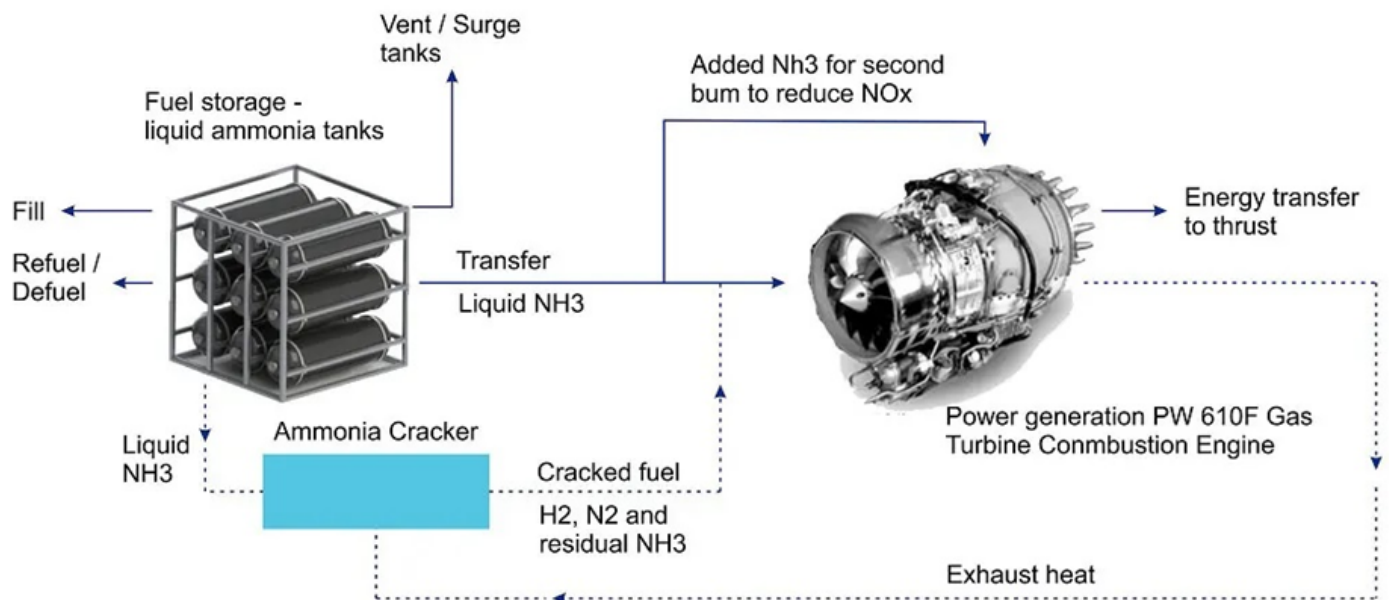 Vent / Surge
tanks
Added Nh3 for second
bum to reduce NOx
Fuel storage -
liquid ammonia tanks
Fill
Energy transfer
to thrust
Refuel /
Defuel
Transfer
Liquid NH3
Power generation PW 610F Gas
Turbine Conmbustion Engine
Liquid
NH3
Ammonia Cracker
Cracked fuel
H2, N2 and
residual NH3
Exhaust heat